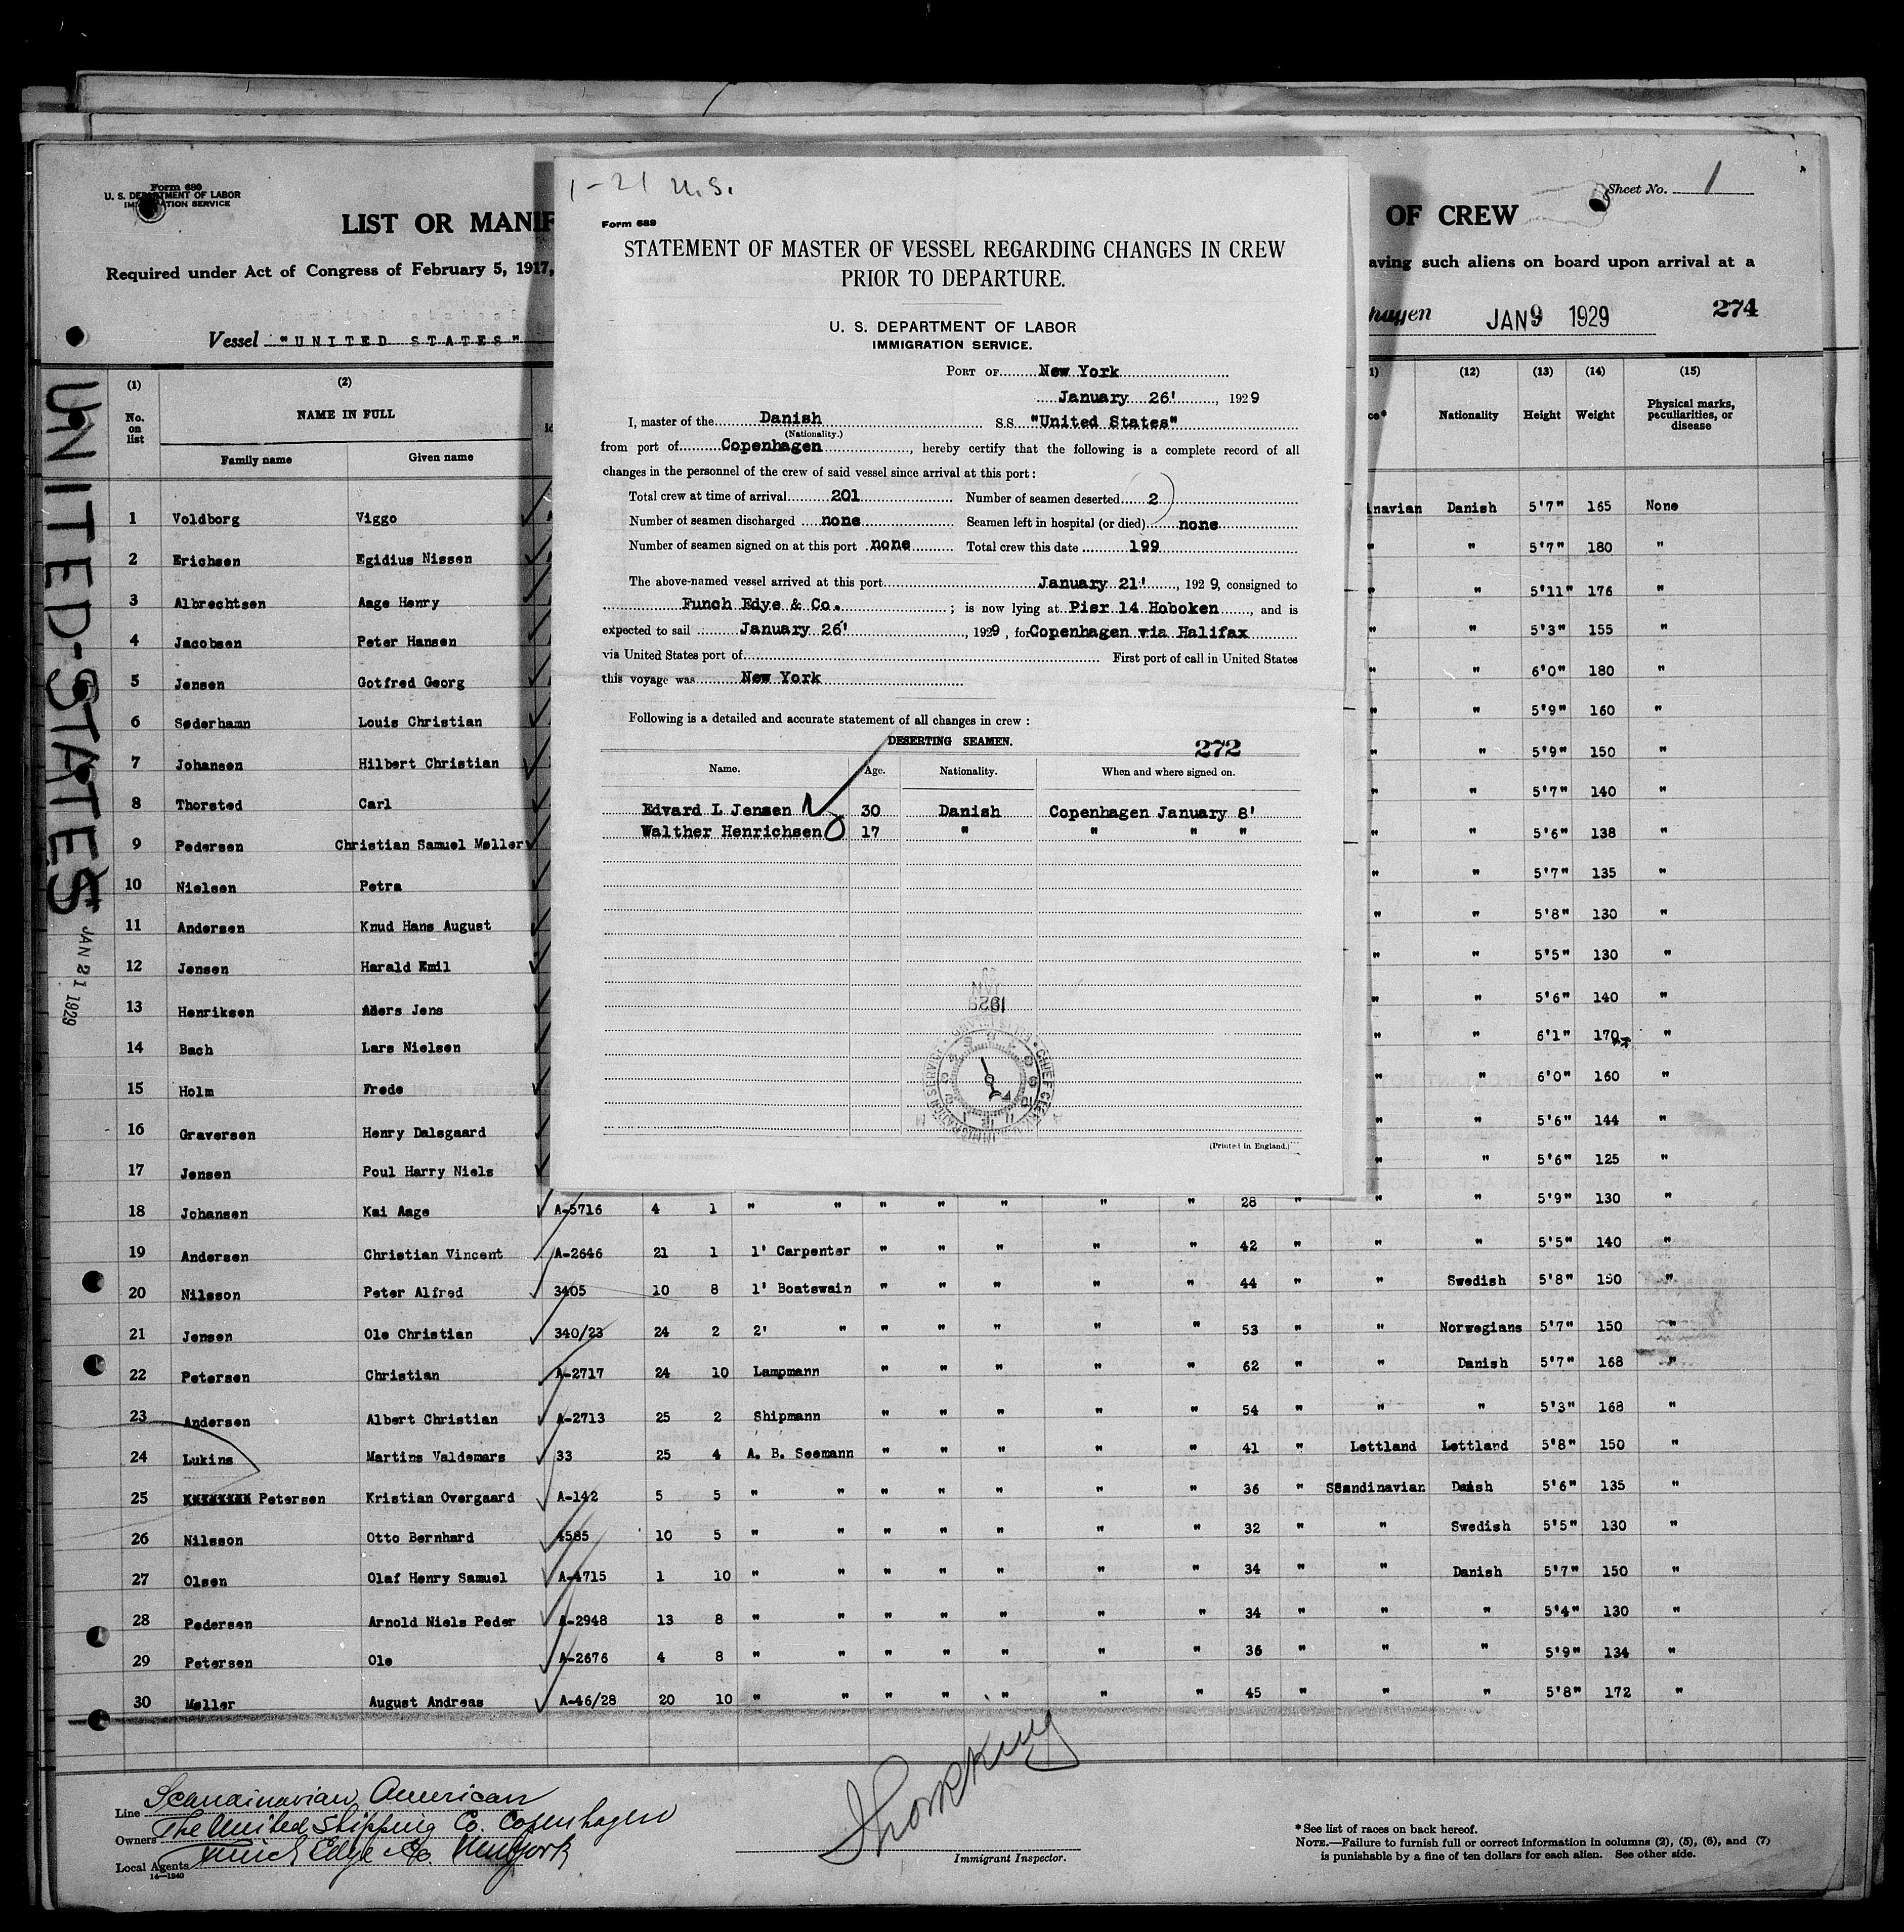 1-21 U.S.
Form 689
STATEMENT OF MASTER OF VESSEL REGARDING CHANGES IN CREW
PRIOR TO DEPARTURE.
U. S. DEPARTMENT OF LABOR
IMMIGRATION SERVICE.
PORT OF New York
January 26' , 1929
I, master of the Danish S.S. "United States"
(Nationality.)
from port of Copenhagen , hereby certify that the following is a complete record of all
changes in the personnel of the crew of said vessel since arrival at this port:
Total crew at time of arrival 201 Number of seamen deserted 2
Number of seamen discharged none Seamen left in hospital (or died) none
Number of seamen signed on at this port none Total crew this date 199
The above-named vessel arrived at this port January 21' , 1929, consigned to
Funch Edye & Co. ; is now lying at Pier 14 Hoboken , and is
expected to sail January 26' , 1929 , for Copenhagen via Halifax
via United States port of First port of call in United States
this voyage was New York
Following is a detailed and accurate statement of all changes in crew :
DESERTING SEAMEN. 272
Name. Age. Nationality. When and where signed on.
Edvard L Jensen 30 Danish Copenhagen January 8'
Walther Henrichsen 17 " " " "
(Printed in England.)
Form 680
U. S. DEPARTMENT OF LABOR
IMMIGRATION SERVICE
Sheet No. 1
LIST OR MANIF OF CREW
Required under Act of Congress of February 5, 1917, aving such aliens on board upon arrival at a
Vessel "UNITED STATES" hagen JAN 9 1929 274
UNITED-STATES
JAN 21 1929
(1) (2) 1) (12) (13) (14) (15)
No. on list NAME IN FULL ce* Nationality Height Weight Physical marks, peculiarities, or disease
Family name Given name
1 Voldborg Viggo inavian Danish 5'7" 165 None
2 Erichsen Egidius Nissen " " 5'7" 180 "
3 Albrechtsen Aage Henry " " 5'11" 176 "
4 Jacobsen Peter Hansen " " 5'3" 155 "
5 Jensen Gotfred Georg " " 6'0" 180 "
6 Søderhamn Louis Christian " " 5'9" 160 "
7 Johansen Hilbert Christian " " 5'9" 150 "
8 Thorsted Carl " " 5'7" 140 "
9 Pedersen Christian Samuel Møller " " 5'6" 138 "
10 Nielsen Petra " " 5'7" 135 "
11 Andersen Knud Hans August " " 5'8" 130 "
12 Jensen Harald Emil " " 5'5" 130 "
13 Henriksen Jens " " 5'6" 140 "
14 Bach Lars Nielsen " " 6'1" 170 "
15 Holm Frede " " 6'0" 160 "
16 Graversen Henry Dalsgaard " " 5'6" 144 "
17 Jensen Poul Harry Niels " " 5'6" 125 "
18 Johansen Kai Aage A-5716 4 1 " " " " " " " 28 " " " 5'9" 130 "
19 Andersen Christian Vincent A-2646 21 1 1' Carpenter " " " " " 42 " " " 5'5" 140 "
20 Nilsson Peter Alfred 3405 10 8 1' Boatswain " " " " " 44 " " Swedish 5'8" 150 "
21 Jensen Ole Christian 340/23 24 2 2' " " " " " " 53 " " Norwegians 5'7" 150 "
22 Petersen Christian A-2717 24 10 Lampmann " " " " " 62 " " Danish 5'7" 168 "
23 Andersen Albert Christian A-2713 25 2 Shipmann " " " " " 54 " " " 5'3" 168 "
24 Lukins Martins Valdemars 33 25 4 A. B. Seemann " " " " " 41 " Lettland Lettland 5'8" 150 "
25 Petersen Kristian Overgaard A-142 5 5 " " " " " " " 36 " Scandinavian Danish 5'6" 135 "
26 Nilsson Otto Bernhard 4585 10 5 " " " " " " " 32 " " Swedish 5'5" 130 "
27 Olsen Olaf Henry Samuel A-4715 1 10 " " " " " " " 34 " " Danish 5'7" 150 "
28 Pedersen Arnold Niels Peder A-2948 13 8 " " " " " " " 34 " " " 5'4" 130 "
29 Petersen Ole A-2676 4 8 " " " " " " " 36 " " " 5'9" 134 "
30 Møller August Andreas A-46/28 20 10 " " " " " " " 45 " " " 5'8" 172 "
Line Scandinavian American
Owners The United Shipping Co. Copenhagen
Local Agents Funch Edye & Co. New York
14—1240
Immigrant Inspector.
* See list of races on back hereof.
NOTE.—Failure to furnish full or correct information in columns (2), (5), (6), and (7)
is punishable by a fine of ten dollars for each alien. See other side.